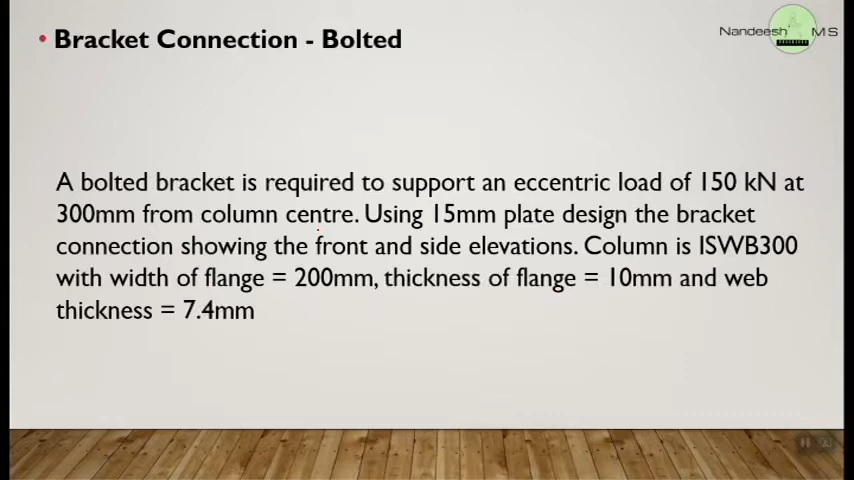 Bracket Connection - Bolted
Nandeesh M S
A bolted bracket is required to support an eccentric load of 150 kN at
300mm from column centre. Using 15mm plate design the bracket
connection showing the front and side elevations. Column is ISWB300
with width of flange = 200mm, thickness of flange = 10mm and web
thickness = 7.4mm